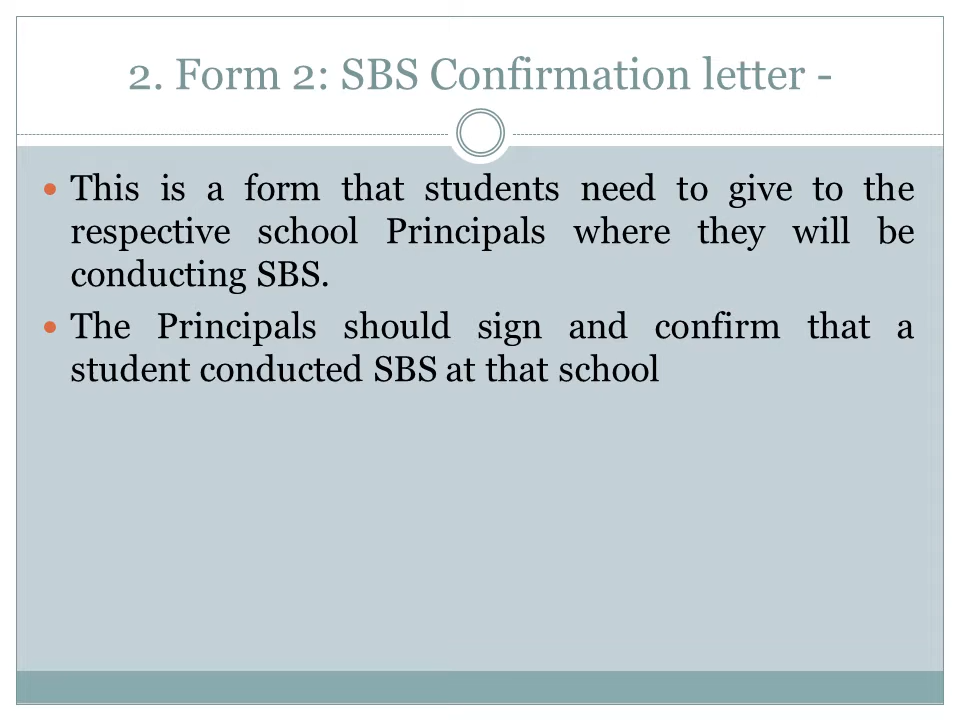 2. Form 2: SBS Confirmation letter -
This is a form that students need to give to the
respective school Principals where they will be
conducting SBS.
The Principals should sign and confirm that a
student conducted SBS at that school